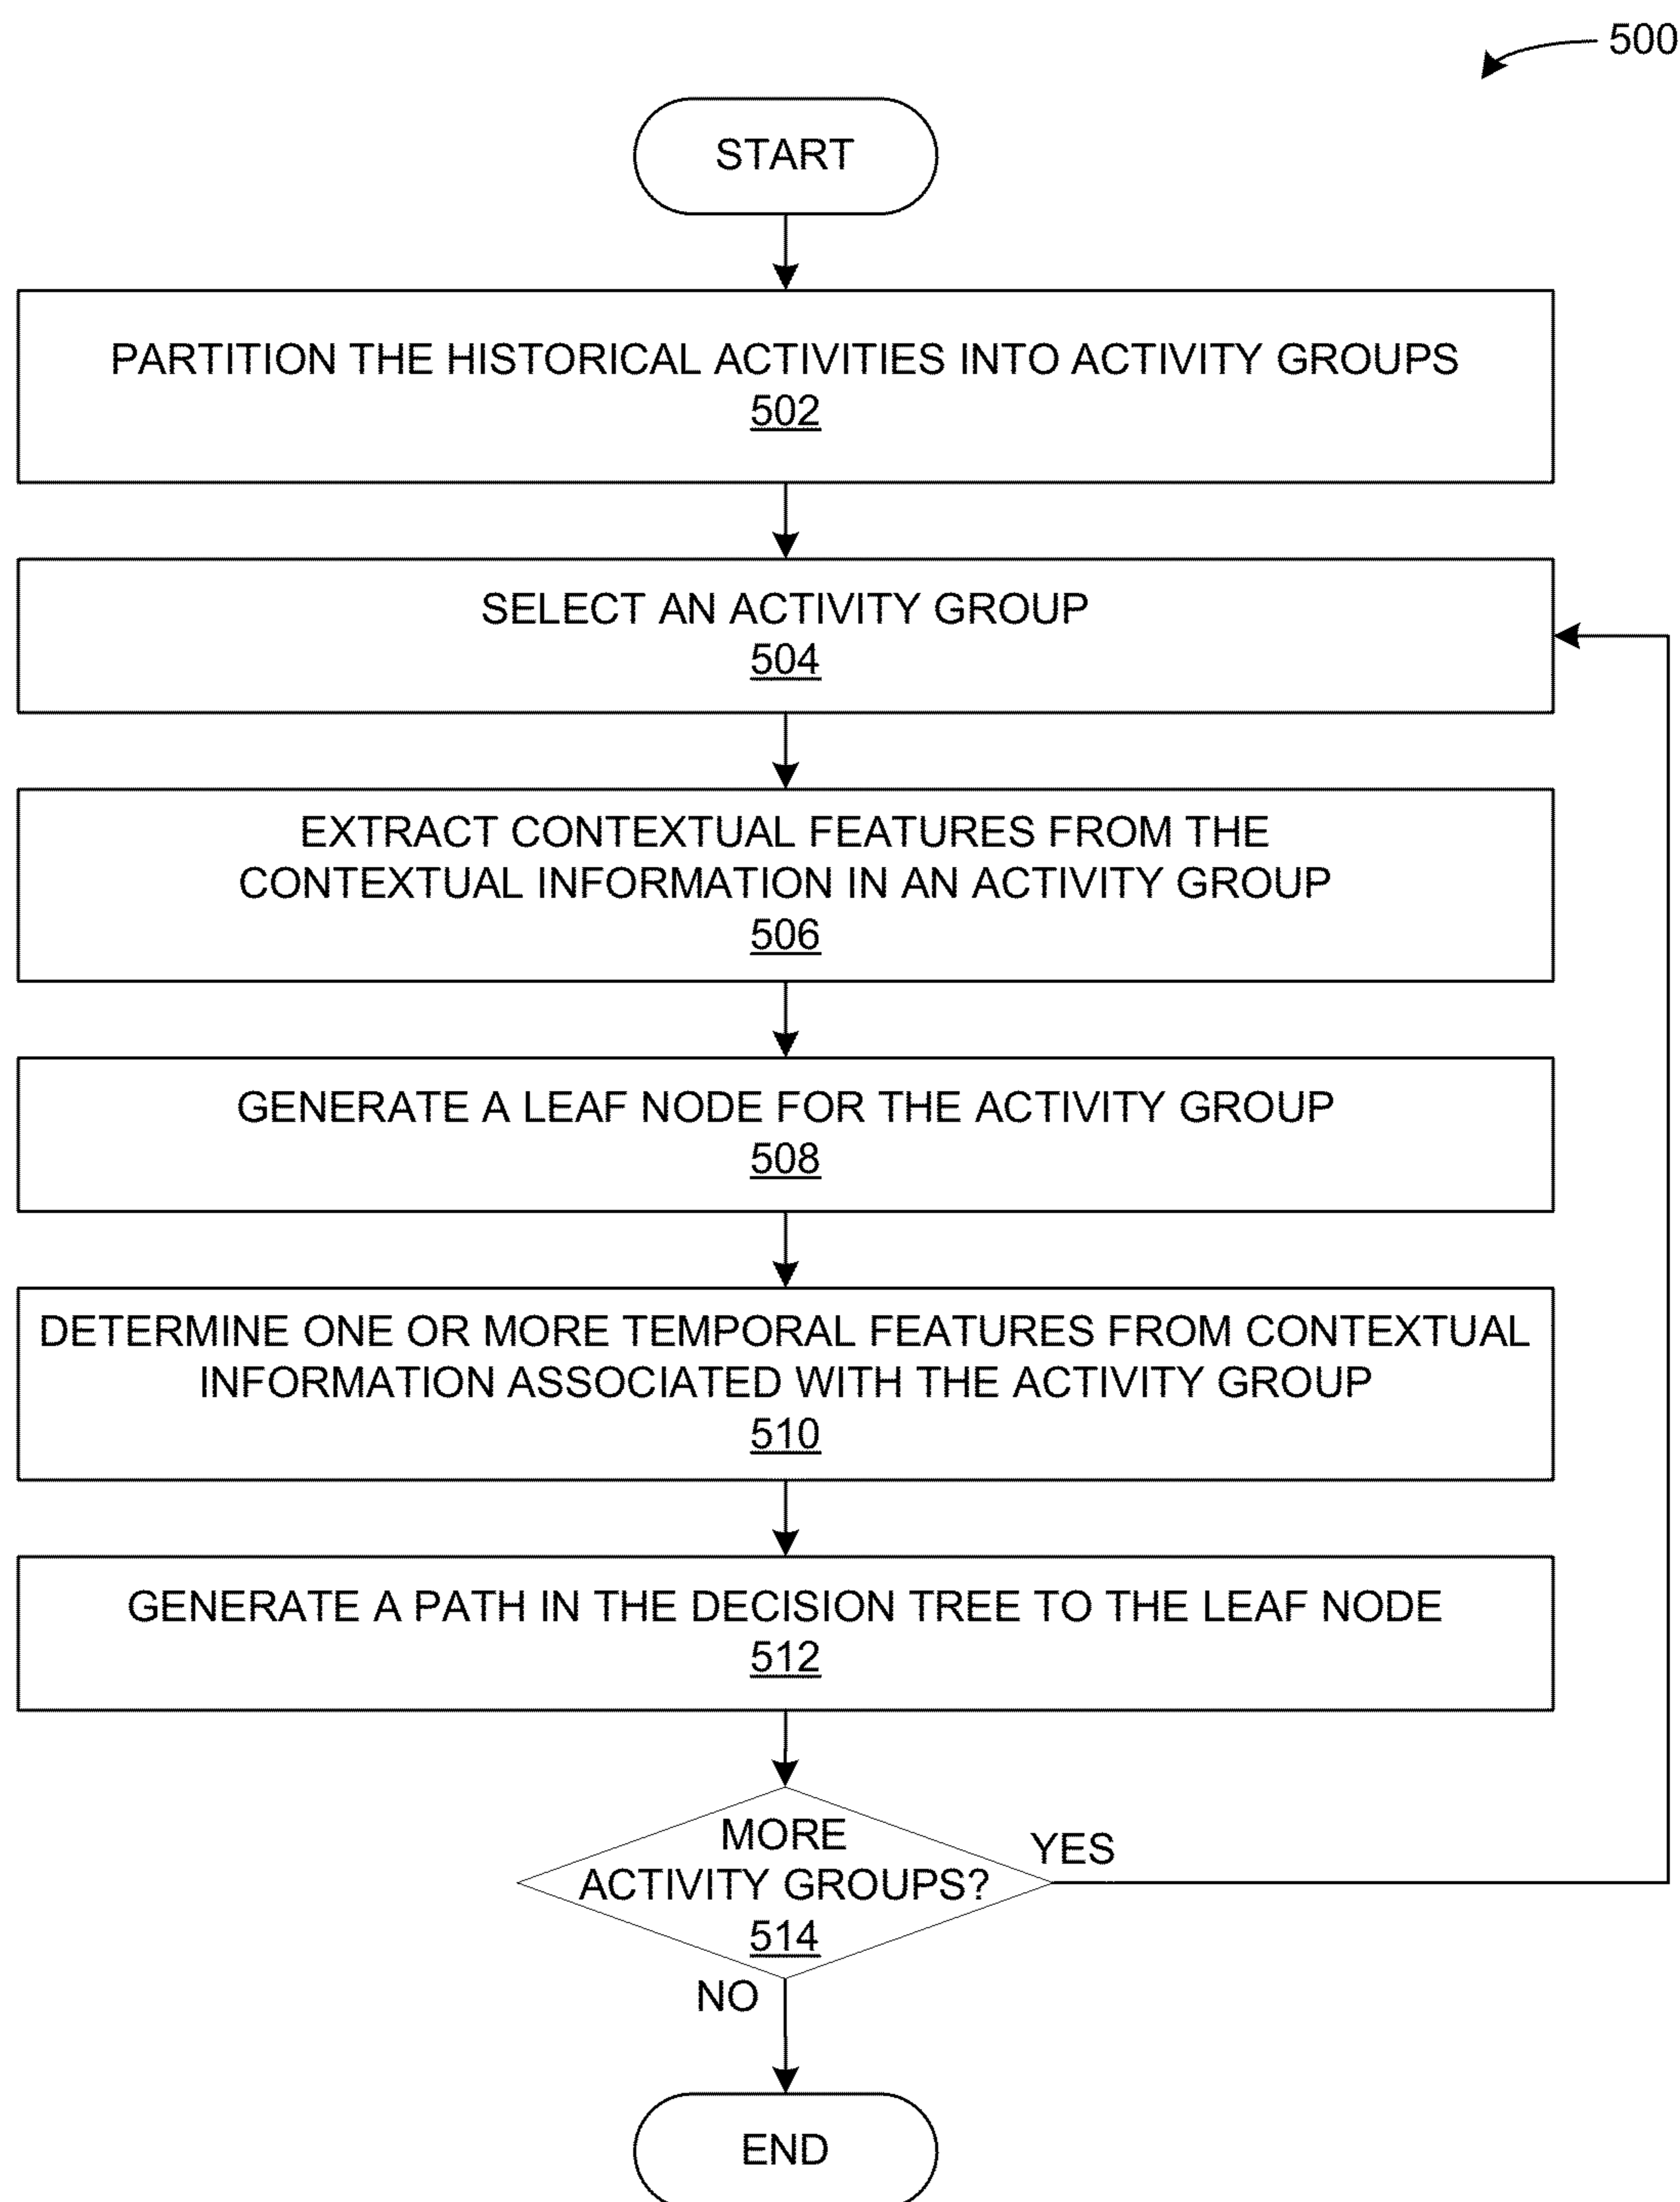 500
START
PARTITION THE HISTORICAL ACTIVITIES INTO ACTIVITY GROUPS
502
SELECT AN ACTIVITY GROUP
504
EXTRACT CONTEXTUAL FEATURES FROM THE
CONTEXTUAL INFORMATION IN AN ACTIVITY GROUP
506
GENERATE A LEAF NODE FOR THE ACTIVITY GROUP
508
DETERMINE ONE OR MORE TEMPORAL FEATURES FROM CONTEXTUAL
INFORMATION ASSOCIATED WITH THE ACTIVITY GROUP
510
GENERATE A PATH IN THE DECISION TREE TO THE LEAF NODE
512
MORE
ACTIVITY GROUPS?
514
YES
NO
END